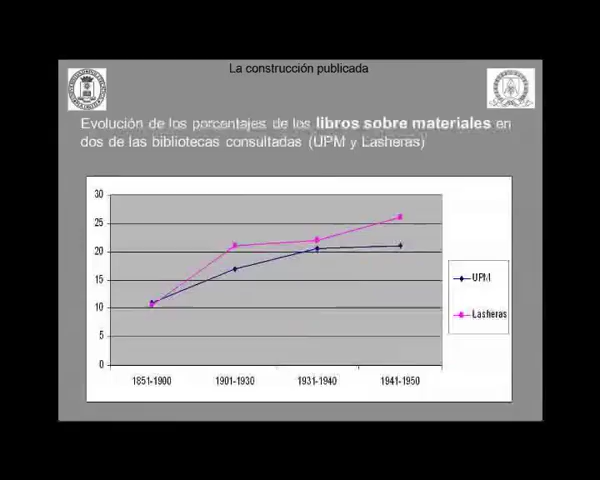 La construcción publicada
Evolución de los porcentajes de los libros sobre materiales en
dos de las bibliotecas consultadas (UPM y Lasheras)
30
25
20
15
10
5
0
1851-1900 1901-1930 1931-1940 1941-1950
UPM
Lasheras